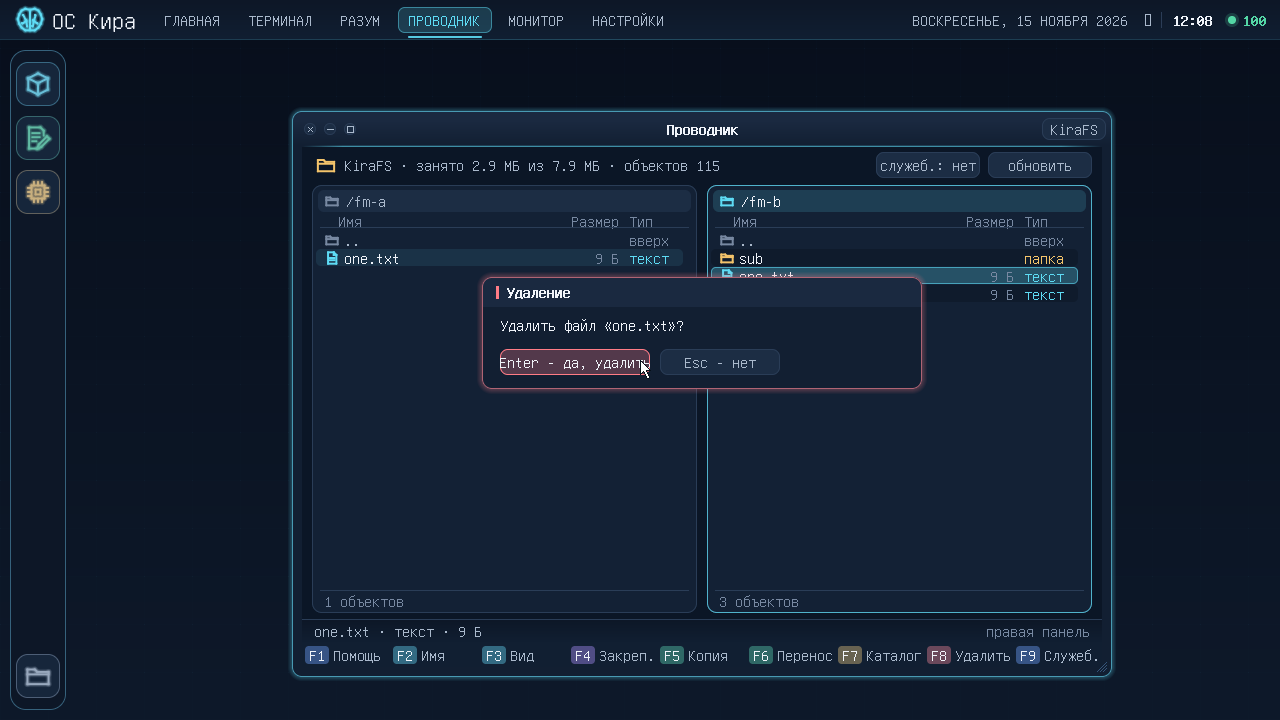 ОС Кира ГЛАВНАЯ ТЕРМИНАЛ РАЗУМ ПРОВОДНИК МОНИТОР НАСТРОЙКИ ВОСКРЕСЕНЬЕ, 15 НОЯБРЯ 2026 12:08 100
Проводник KiraFS
KiraFS · занято 2.9 МБ из 7.9 МБ · объектов 115 служеб.: нет обновить
/fm-a
Имя Размер Тип
.. вверх
one.txt 9 Б текст
1 объектов
/fm-b
Имя Размер Тип
.. вверх
sub папка
one.txt 9 Б текст
9 Б текст
3 объектов
Удаление
Удалить файл «one.txt»?
Enter - да, удалить Esc - нет
one.txt · текст · 9 Б правая панель
F1 Помощь F2 Имя F3 Вид F4 Закреп. F5 Копия F6 Перенос F7 Каталог F8 Удалить F9 Служеб.